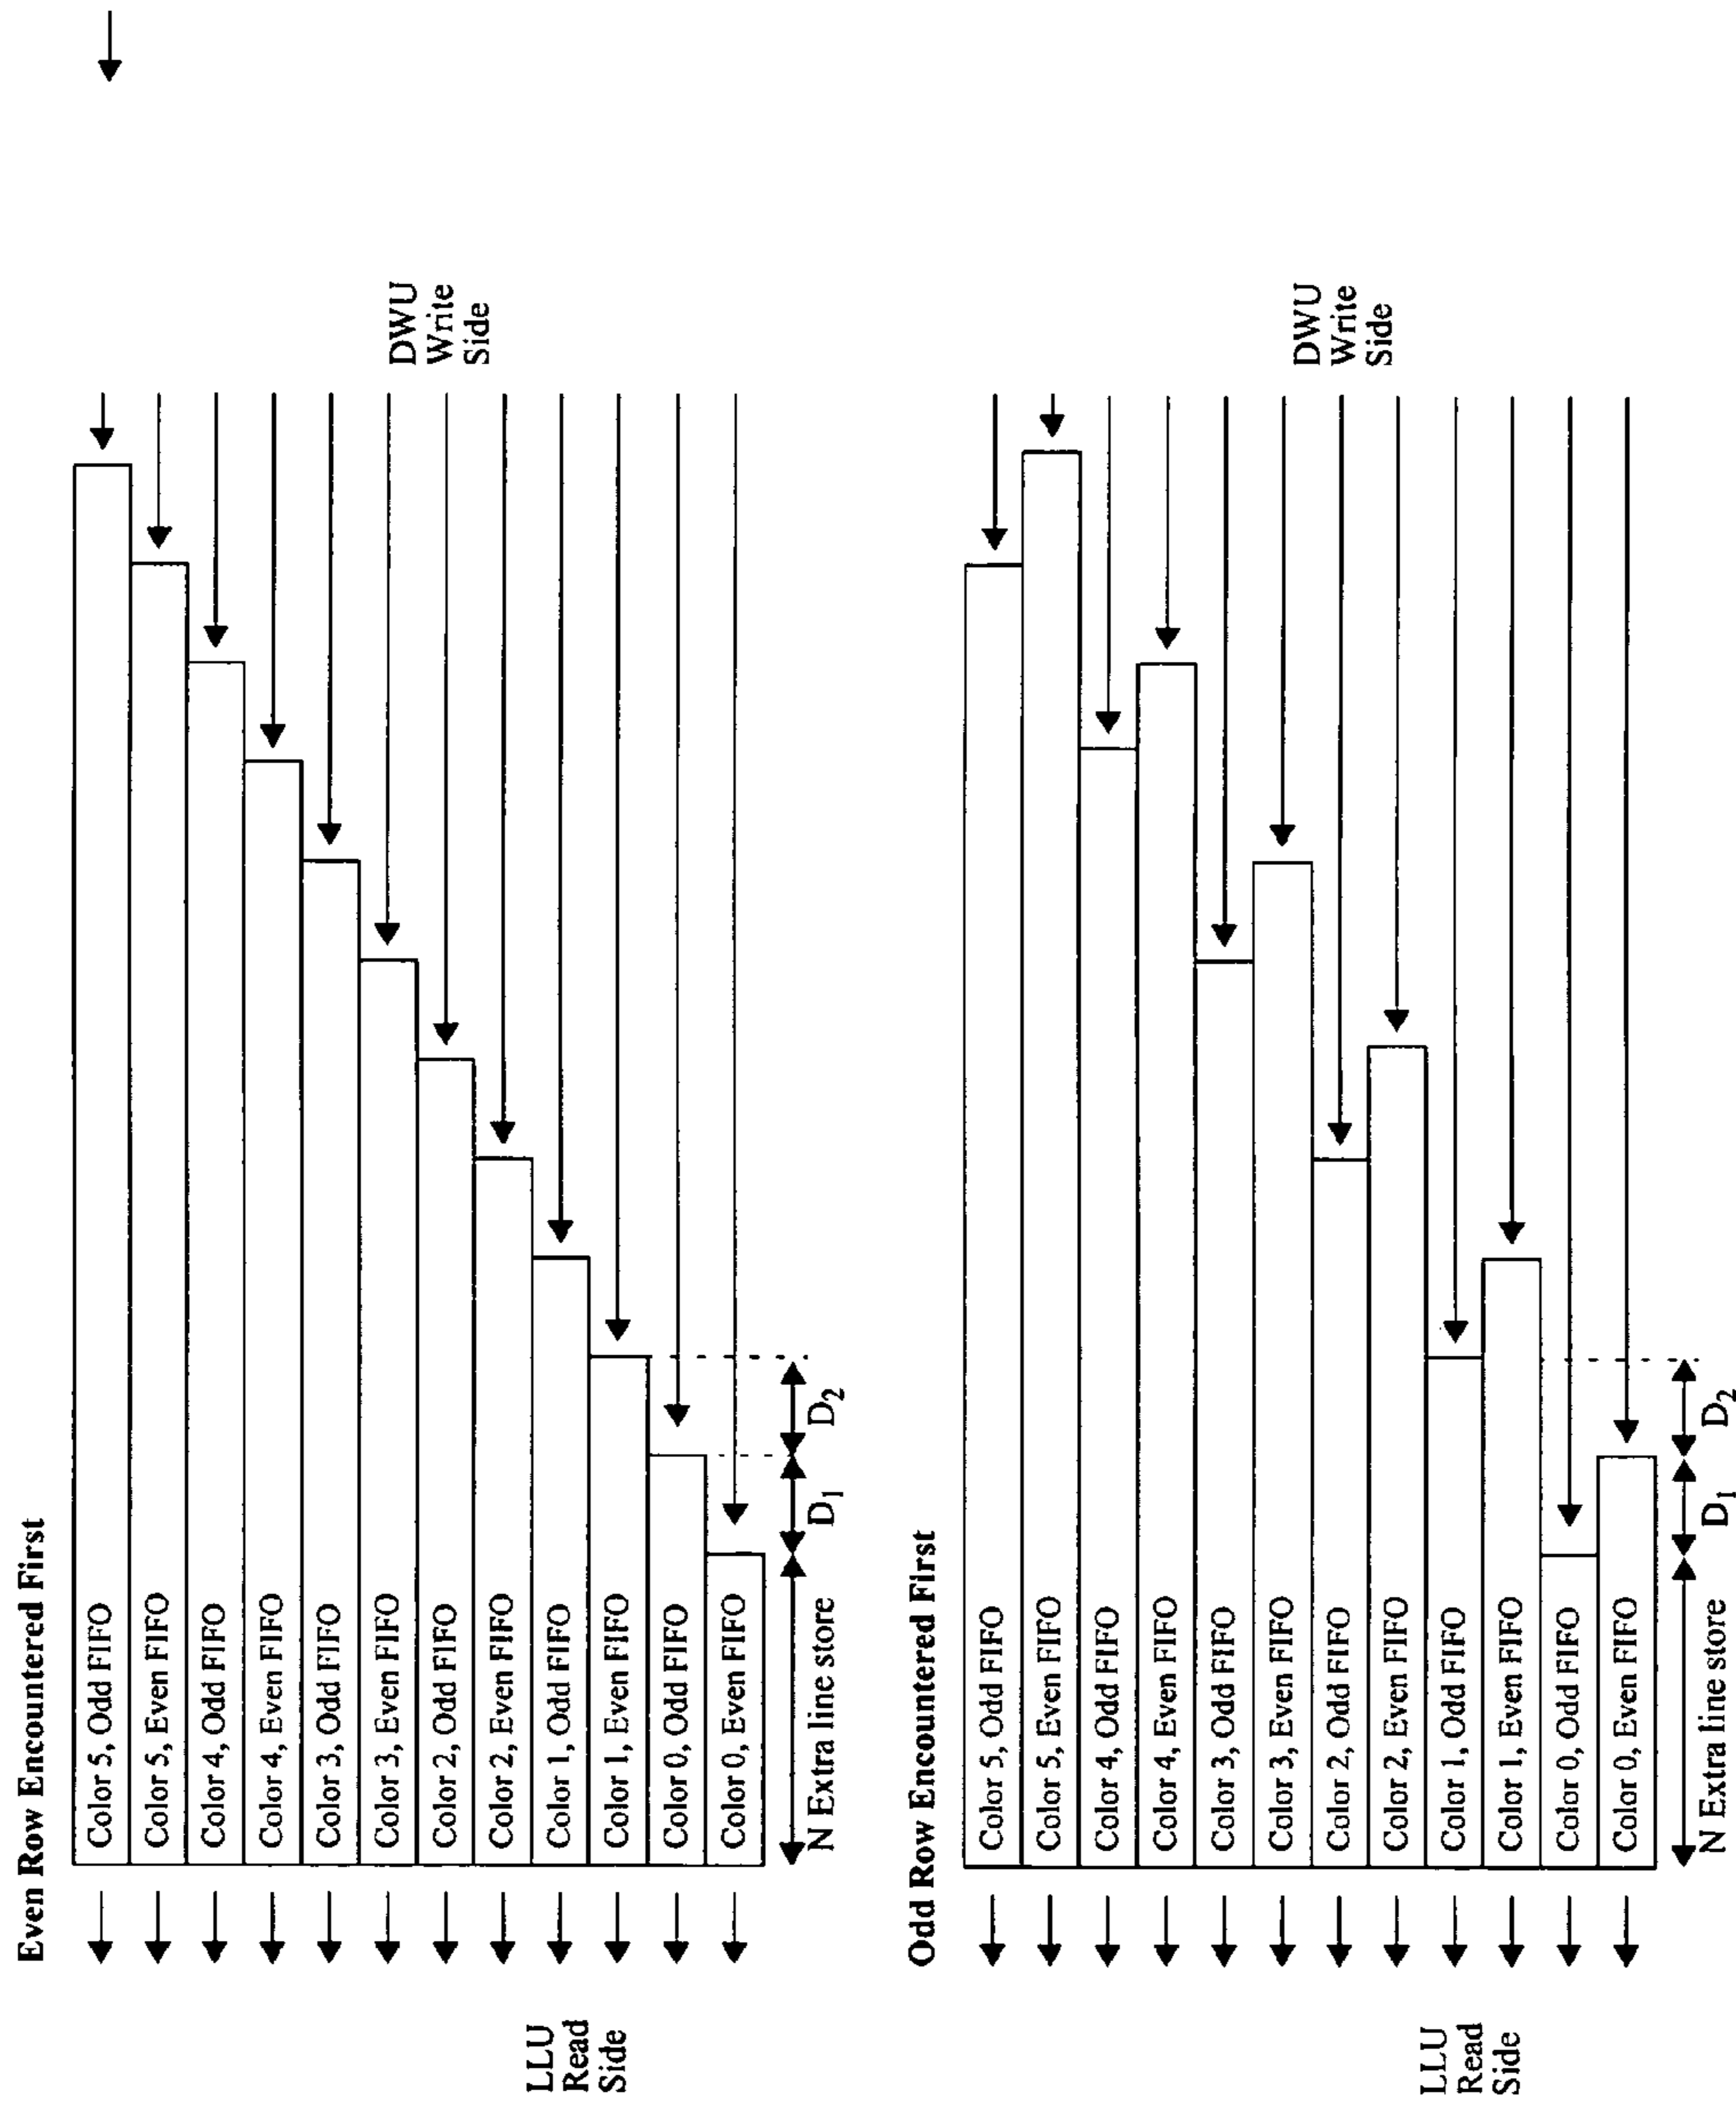 Even Row Encountered First
Color 5, Odd FIFO
Color 5, Even FIFO
Color 4, Odd FIFO
Color 4, Even FIFO
Color 3, Odd FIFO
Color 3, Even FIFO
Color 2, Odd FIFO
Color 2, Even FIFO
Color 1, Odd FIFO
Color 1, Even FIFO
Color 0, Odd FIFO
Color 0, Even FIFO
LLU
Read
Side
DWU
Write
Side
N Extra line store
D1
D2
Odd Row Encountered First
Color 5, Odd FIFO
Color 5, Even FIFO
Color 4, Odd FIFO
Color 4, Even FIFO
Color 3, Odd FIFO
Color 3, Even FIFO
Color 2, Odd FIFO
Color 2, Even FIFO
Color 1, Odd FIFO
Color 1, Even FIFO
Color 0, Odd FIFO
Color 0, Even FIFO
LLU
Read
Side
DWU
Write
Side
N Extra line store
D1
D2